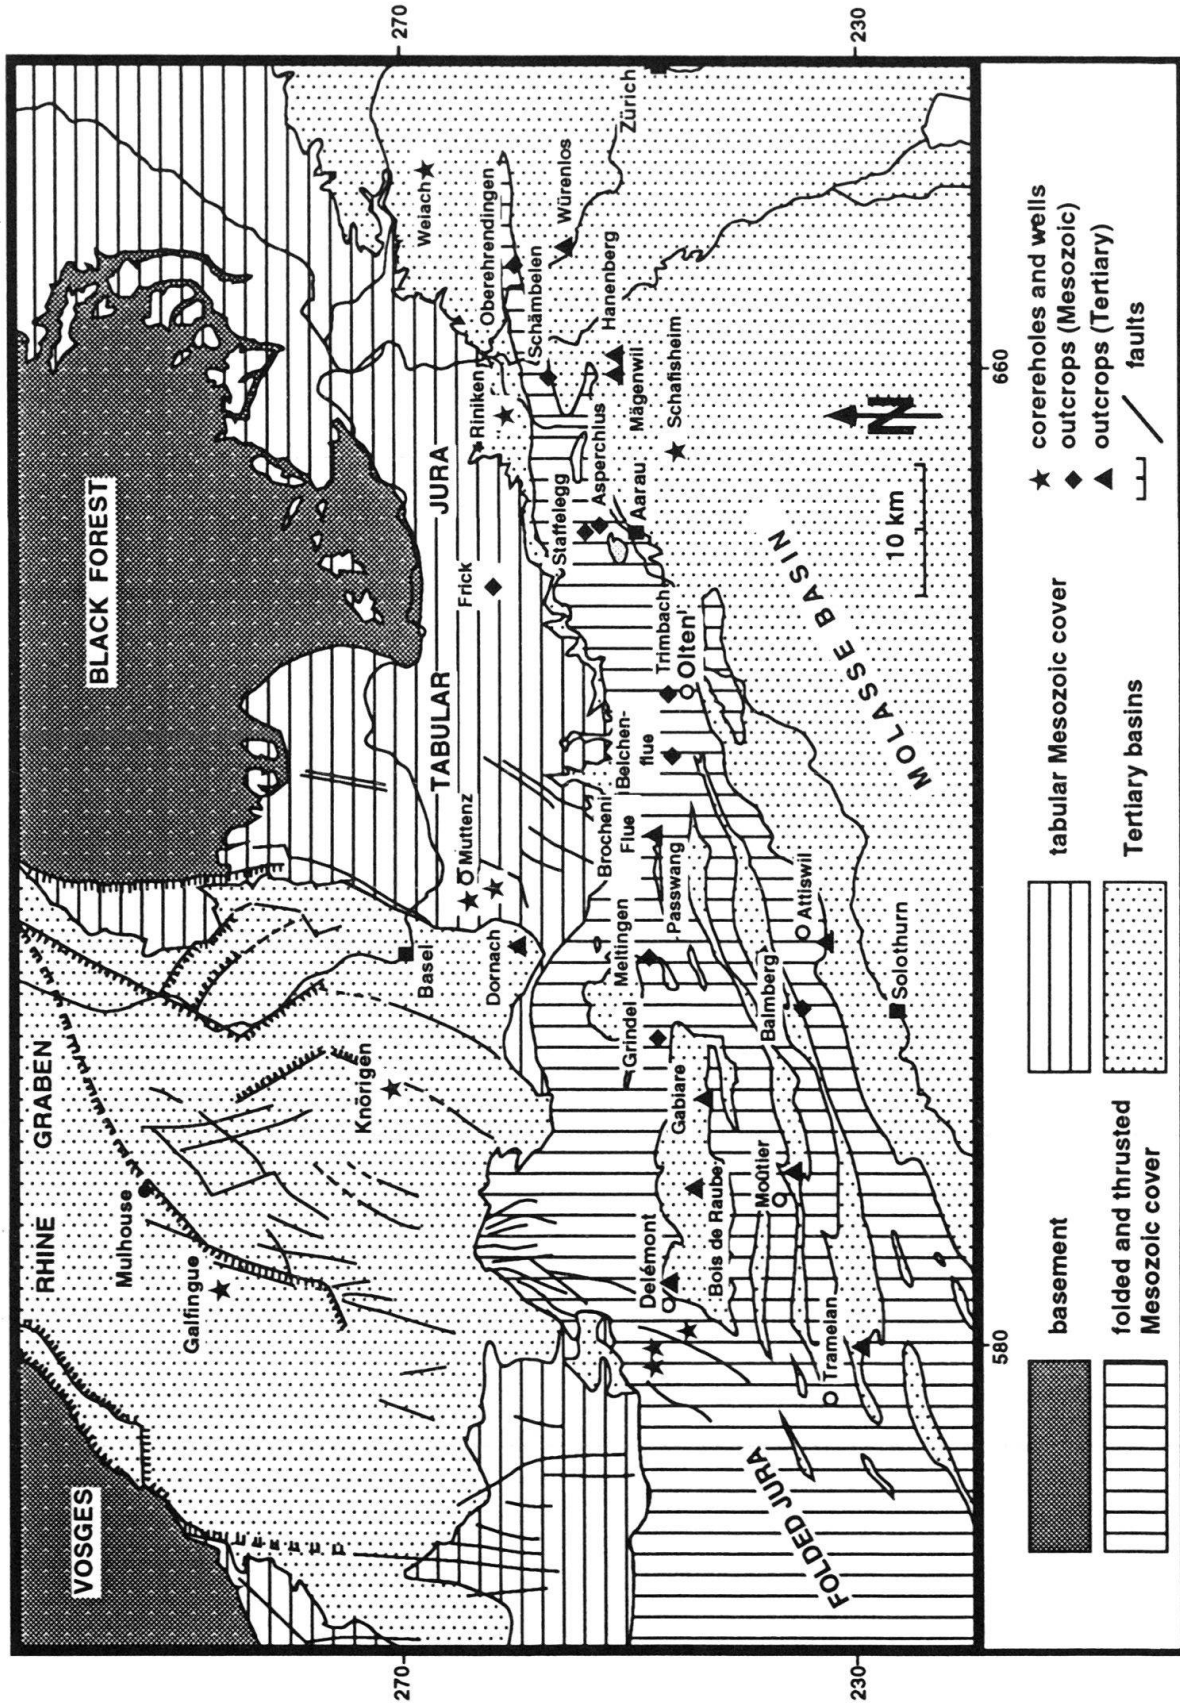 270
230
270
230
580
660
VOSGES
RHINE GRABEN
BLACK FOREST
Mulhouse
Galfingue
Knörigen
Basel
Dornach
Muttenz
TABULAR JURA
Frick
Riniken
Weiach
Oberehrendingen
Schämbelen
Würenlos
Zürich
Hanenberg
Mägenwil
Schafisheim
Asperchlus
Staffelegg
Aarau
Trimbach
Olten
Belchen-
flue
Brocheni
Flue
Passwang
Meltingen
Grindel
Gabiare
Bois de Raube
Delémont
Moûtier
Balmberg
Attiswil
Solothurn
Tramelan
FOLDED JURA
MOLASSE BASIN
10 km
N
basement
folded and thrusted
Mesozoic cover
tabular Mesozoic cover
Tertiary basins
corereholes and wells
outcrops (Mesozoic)
outcrops (Tertiary)
faults